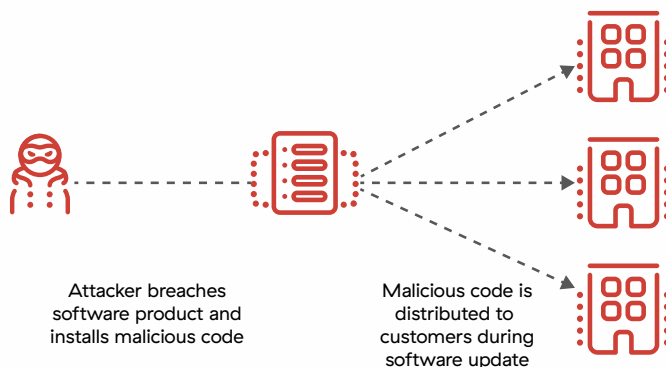 Attacker breaches
software product and
installs malicious code
Malicious code is
distributed to
customers during
software update